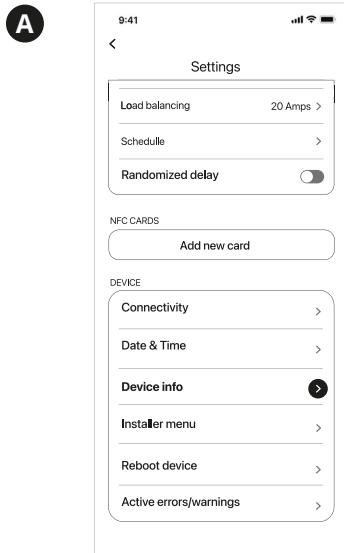 A
9:41
Settings
Load balancing 20 Amps
Schedulle
Randomized delay
NFC CARDS
Add new card
DEVICE
Connectivity
Date & Time
Device info
Installer menu
Reboot device
Active errors/warnings